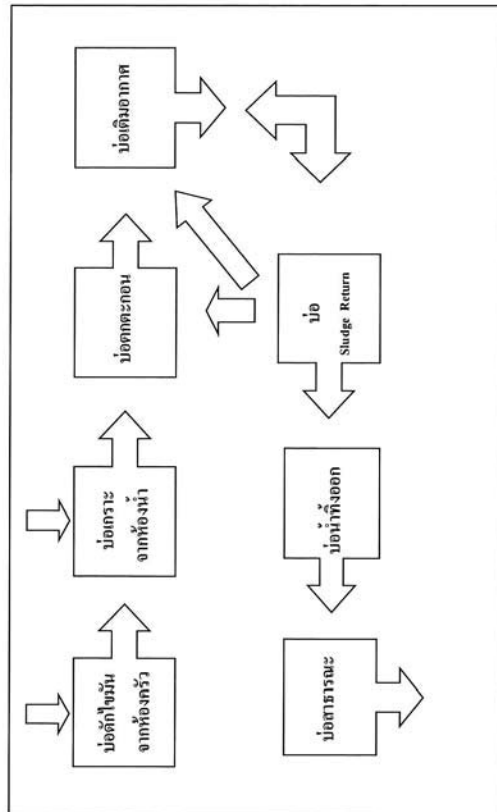 บ่อดักไขมัน
จากห้องครัว
บ่อเกราะ
จากห้องน้ำ
บ่อตกตะกอน
บ่อเติมอากาศ
บ่อสาธารณะ
บ่อน้ำทิ้งออก
บ่อ
Sludge Return